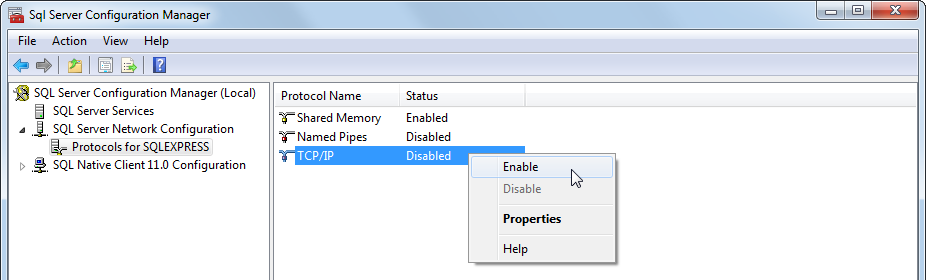 Sql Server Configuration Manager
File Action View Help
SQL Server Configuration Manager (Local)
SQL Server Services
SQL Server Network Configuration
Protocols for SQLEXPRESS
SQL Native Client 11.0 Configuration
Protocol Name Status
Shared Memory Enabled
Named Pipes Disabled
TCP/IP Disabled
Enable
Disable
Properties
Help